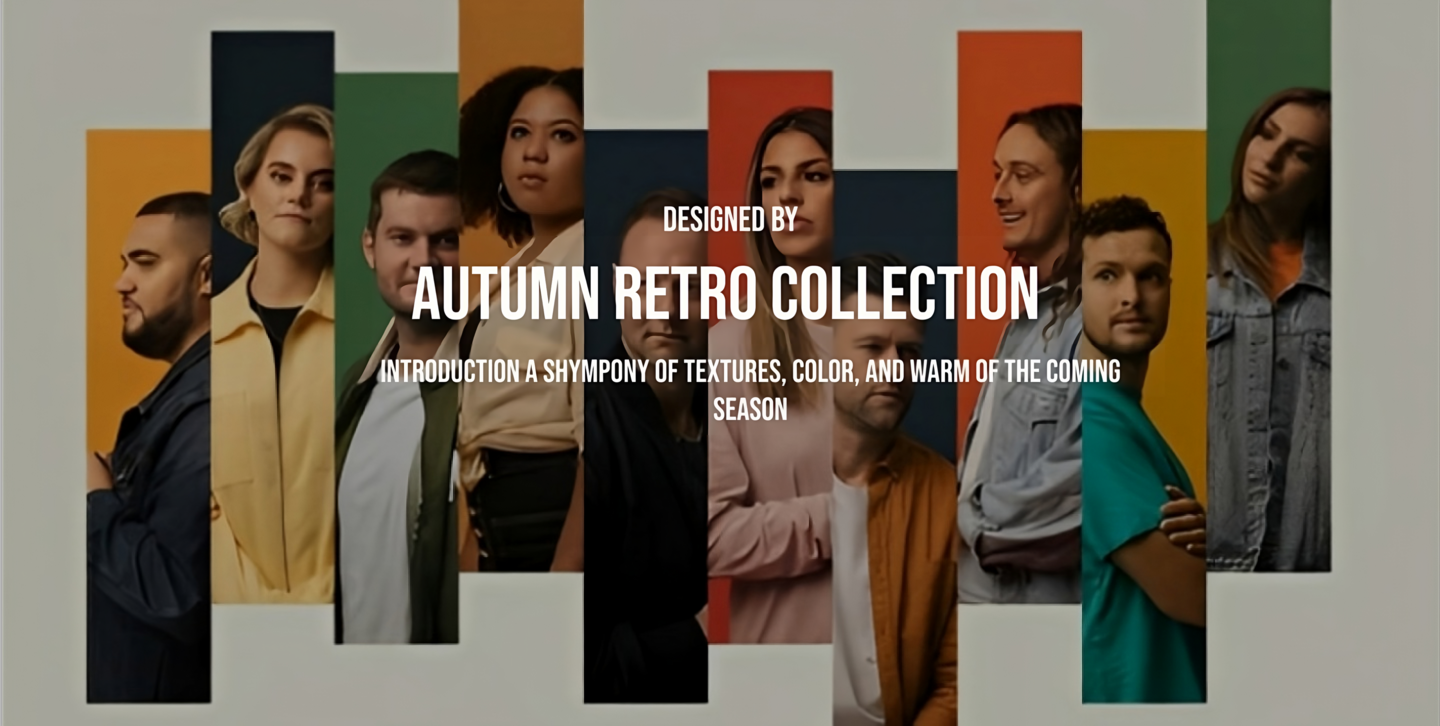 DESIGNED BY
AUTUMN RETRO COLLECTION
INTRODUCTION A SHYMPONY OF TEXTURES, COLOR, AND WARM OF THE COMING
SEASON